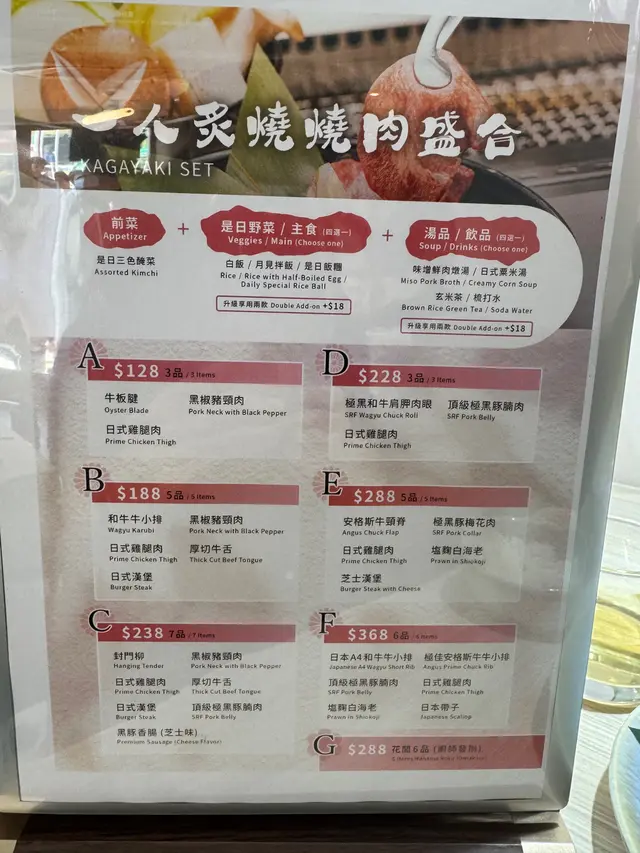 一人炙燒燒肉盛合
KAGAYAKI SET
前菜
Appetizer
是日三色醃菜
Assorted Kimchi
+
是日野菜 / 主食 (四選一)
Veggies / Main (Choose one)
白飯 / 月見拌飯 / 是日飯糰
Rice / Rice with Half-Boiled Egg /
Daily Special Rice Ball
升級享用兩款 Double Add-on +$18
+
湯品 / 飲品 (四選一)
Soup / Drinks (Choose one)
味增鮮肉燉湯 / 日式粟米湯
Miso Pork Broth / Creamy Corn Soup
玄米茶 / 梳打水
Brown Rice Green Tea / Soda Water
升級享用兩款 Double Add-on +$18
A $128 3品 / 3 Items
牛板腱
Oyster Blade
黑椒豬頸肉
Pork Neck with Black Pepper
日式雞腿肉
Prime Chicken Thigh
B $188 5品 / 5 Items
和牛牛小排
Wagyu Karubi
黑椒豬頸肉
Pork Neck with Black Pepper
日式雞腿肉
Prime Chicken Thigh
厚切牛舌
Thick Cut Beef Tongue
日式漢堡
Burger Steak
C $238 7品 / 7 Items
封門柳
Hanging Tender
黑椒豬頸肉
Pork Neck with Black Pepper
日式雞腿肉
Prime Chicken Thigh
厚切牛舌
Thick Cut Beef Tongue
日式漢堡
Burger Steak
頂級極黑豚腩肉
SRF Pork Belly
黑豚香腸 (芝士味)
Premium Sausage (Cheese Flavor)
D $228 3品 / 3 Items
極黑和牛肩胛肉眼
SRF Wagyu Chuck Roll
頂級極黑豚腩肉
SRF Pork Belly
日式雞腿肉
Prime Chicken Thigh
E $288 5品 / 5 Items
安格斯牛頸脊
Angus Chuck Flap
極黑豚梅花肉
SRF Pork Collar
日式雞腿肉
Prime Chicken Thigh
塩麴白海老
Prawn in Shiokoji
芝士漢堡
Burger Steak with Cheese
F $368 6品 / 6 Items
日本A4和牛牛小排
Japanese A4 Wagyu Short Rib
極佳安格斯牛牛小排
Angus Prime Chuck Rib
頂級極黑豚腩肉
SRF Pork Belly
日式雞腿肉
Prime Chicken Thigh
塩麴白海老
Prawn in Shiokoji
日本帶子
Japanese Scallop
G $288 花間6品